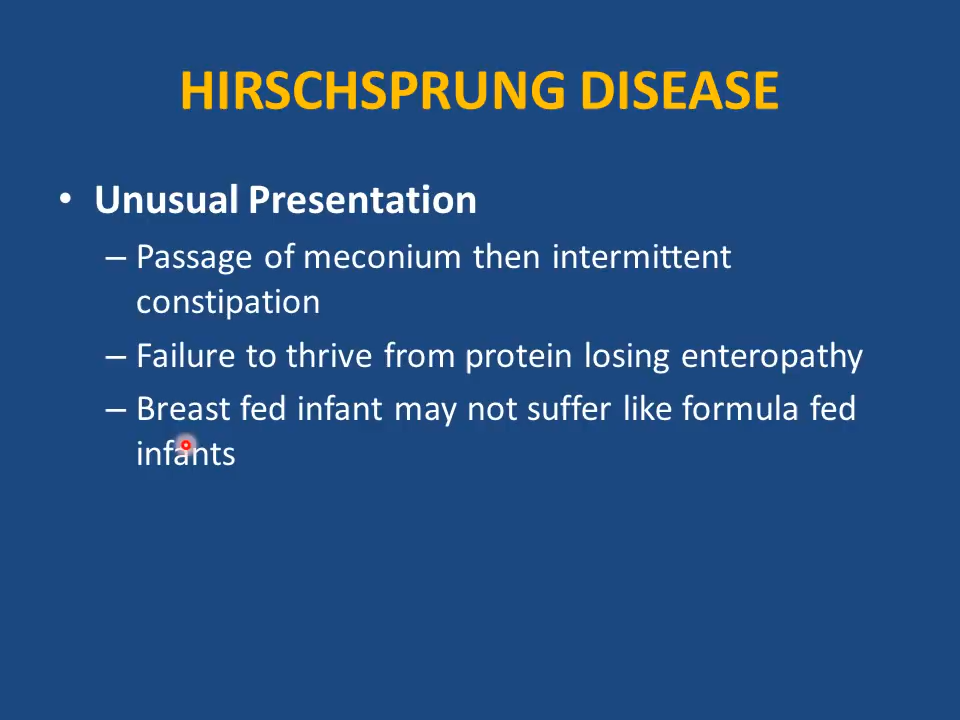 HIRSCHSPRUNG DISEASE
• Unusual Presentation
– Passage of meconium then intermittent
constipation
– Failure to thrive from protein losing enteropathy
– Breast fed infant may not suffer like formula fed
infants